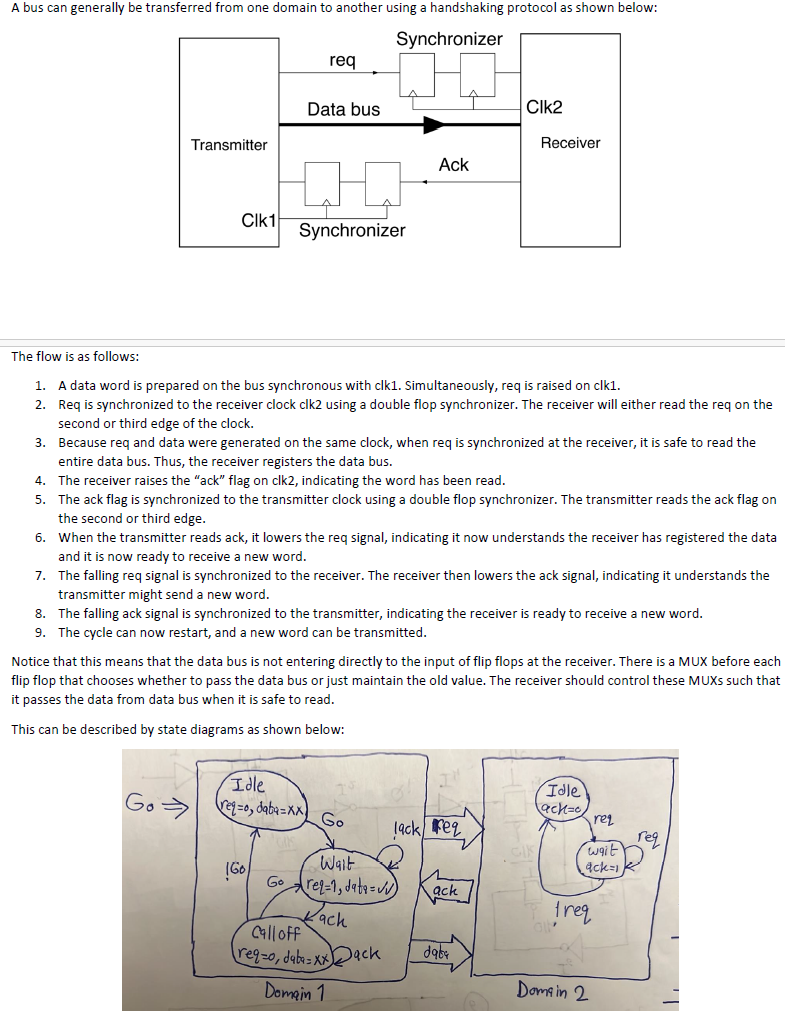 A bus can generally be transferred from one domain to another using a handshaking protocol as shown below:
Synchronizer
req
Data bus
Clk2
Transmitter
Receiver
Ack
Clk1
Synchronizer
The flow is as follows:
1. A data word is prepared on the bus synchronous with clk1. Simultaneously, req is raised on clk1.
2. Req is synchronized to the receiver clock clk2 using a double flop synchronizer. The receiver will either read the req on the
second or third edge of the clock.
3. Because req and data were generated on the same clock, when req is synchronized at the receiver, it is safe to read the
entire data bus. Thus, the receiver registers the data bus.
4. The receiver raises the “ack” flag on clk2, indicating the word has been read.
5. The ack flag is synchronized to the transmitter clock using a double flop synchronizer. The transmitter reads the ack flag on
the second or third edge.
6. When the transmitter reads ack, it lowers the req signal, indicating it now understands the receiver has registered the data
and it is now ready to receive a new word.
7. The falling req signal is synchronized to the receiver. The receiver then lowers the ack signal, indicating it understands the
transmitter might send a new word.
8. The falling ack signal is synchronized to the transmitter, indicating the receiver is ready to receive a new word.
9. The cycle can now restart, and a new word can be transmitted.
Notice that this means that the data bus is not entering directly to the input of flip flops at the receiver. There is a MUX before each
flip flop that chooses whether to pass the data bus or just maintain the old value. The receiver should control these MUXs such that
it passes the data from data bus when it is safe to read.
This can be described by state diagrams as shown below:
Go ⇒
Idle
req=0, data=XX
Go
!ack
req
!Go
Go
Wait
req=1, data=VV
ack
ack
Calloff
req=0, data=XX
ack
data
Domain 1
Idle
ack=0
req
req
wait
ack=1
!req
Domain 2